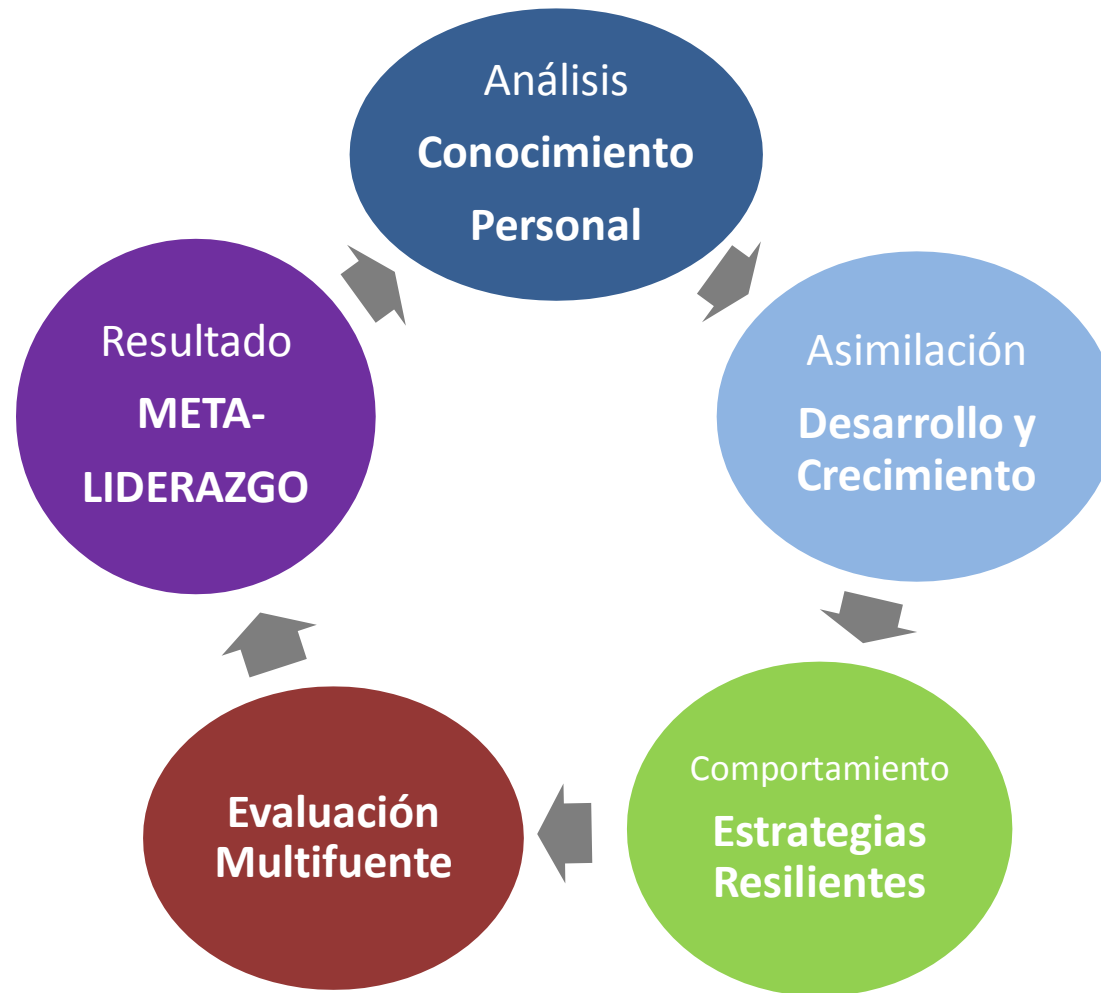 Análisis
Conocimiento
Personal
Asimilación
Desarrollo y
Crecimiento
Comportamiento
Estrategias
Resilientes
Evaluación
Multifuente
Resultado
META-
LIDERAZGO